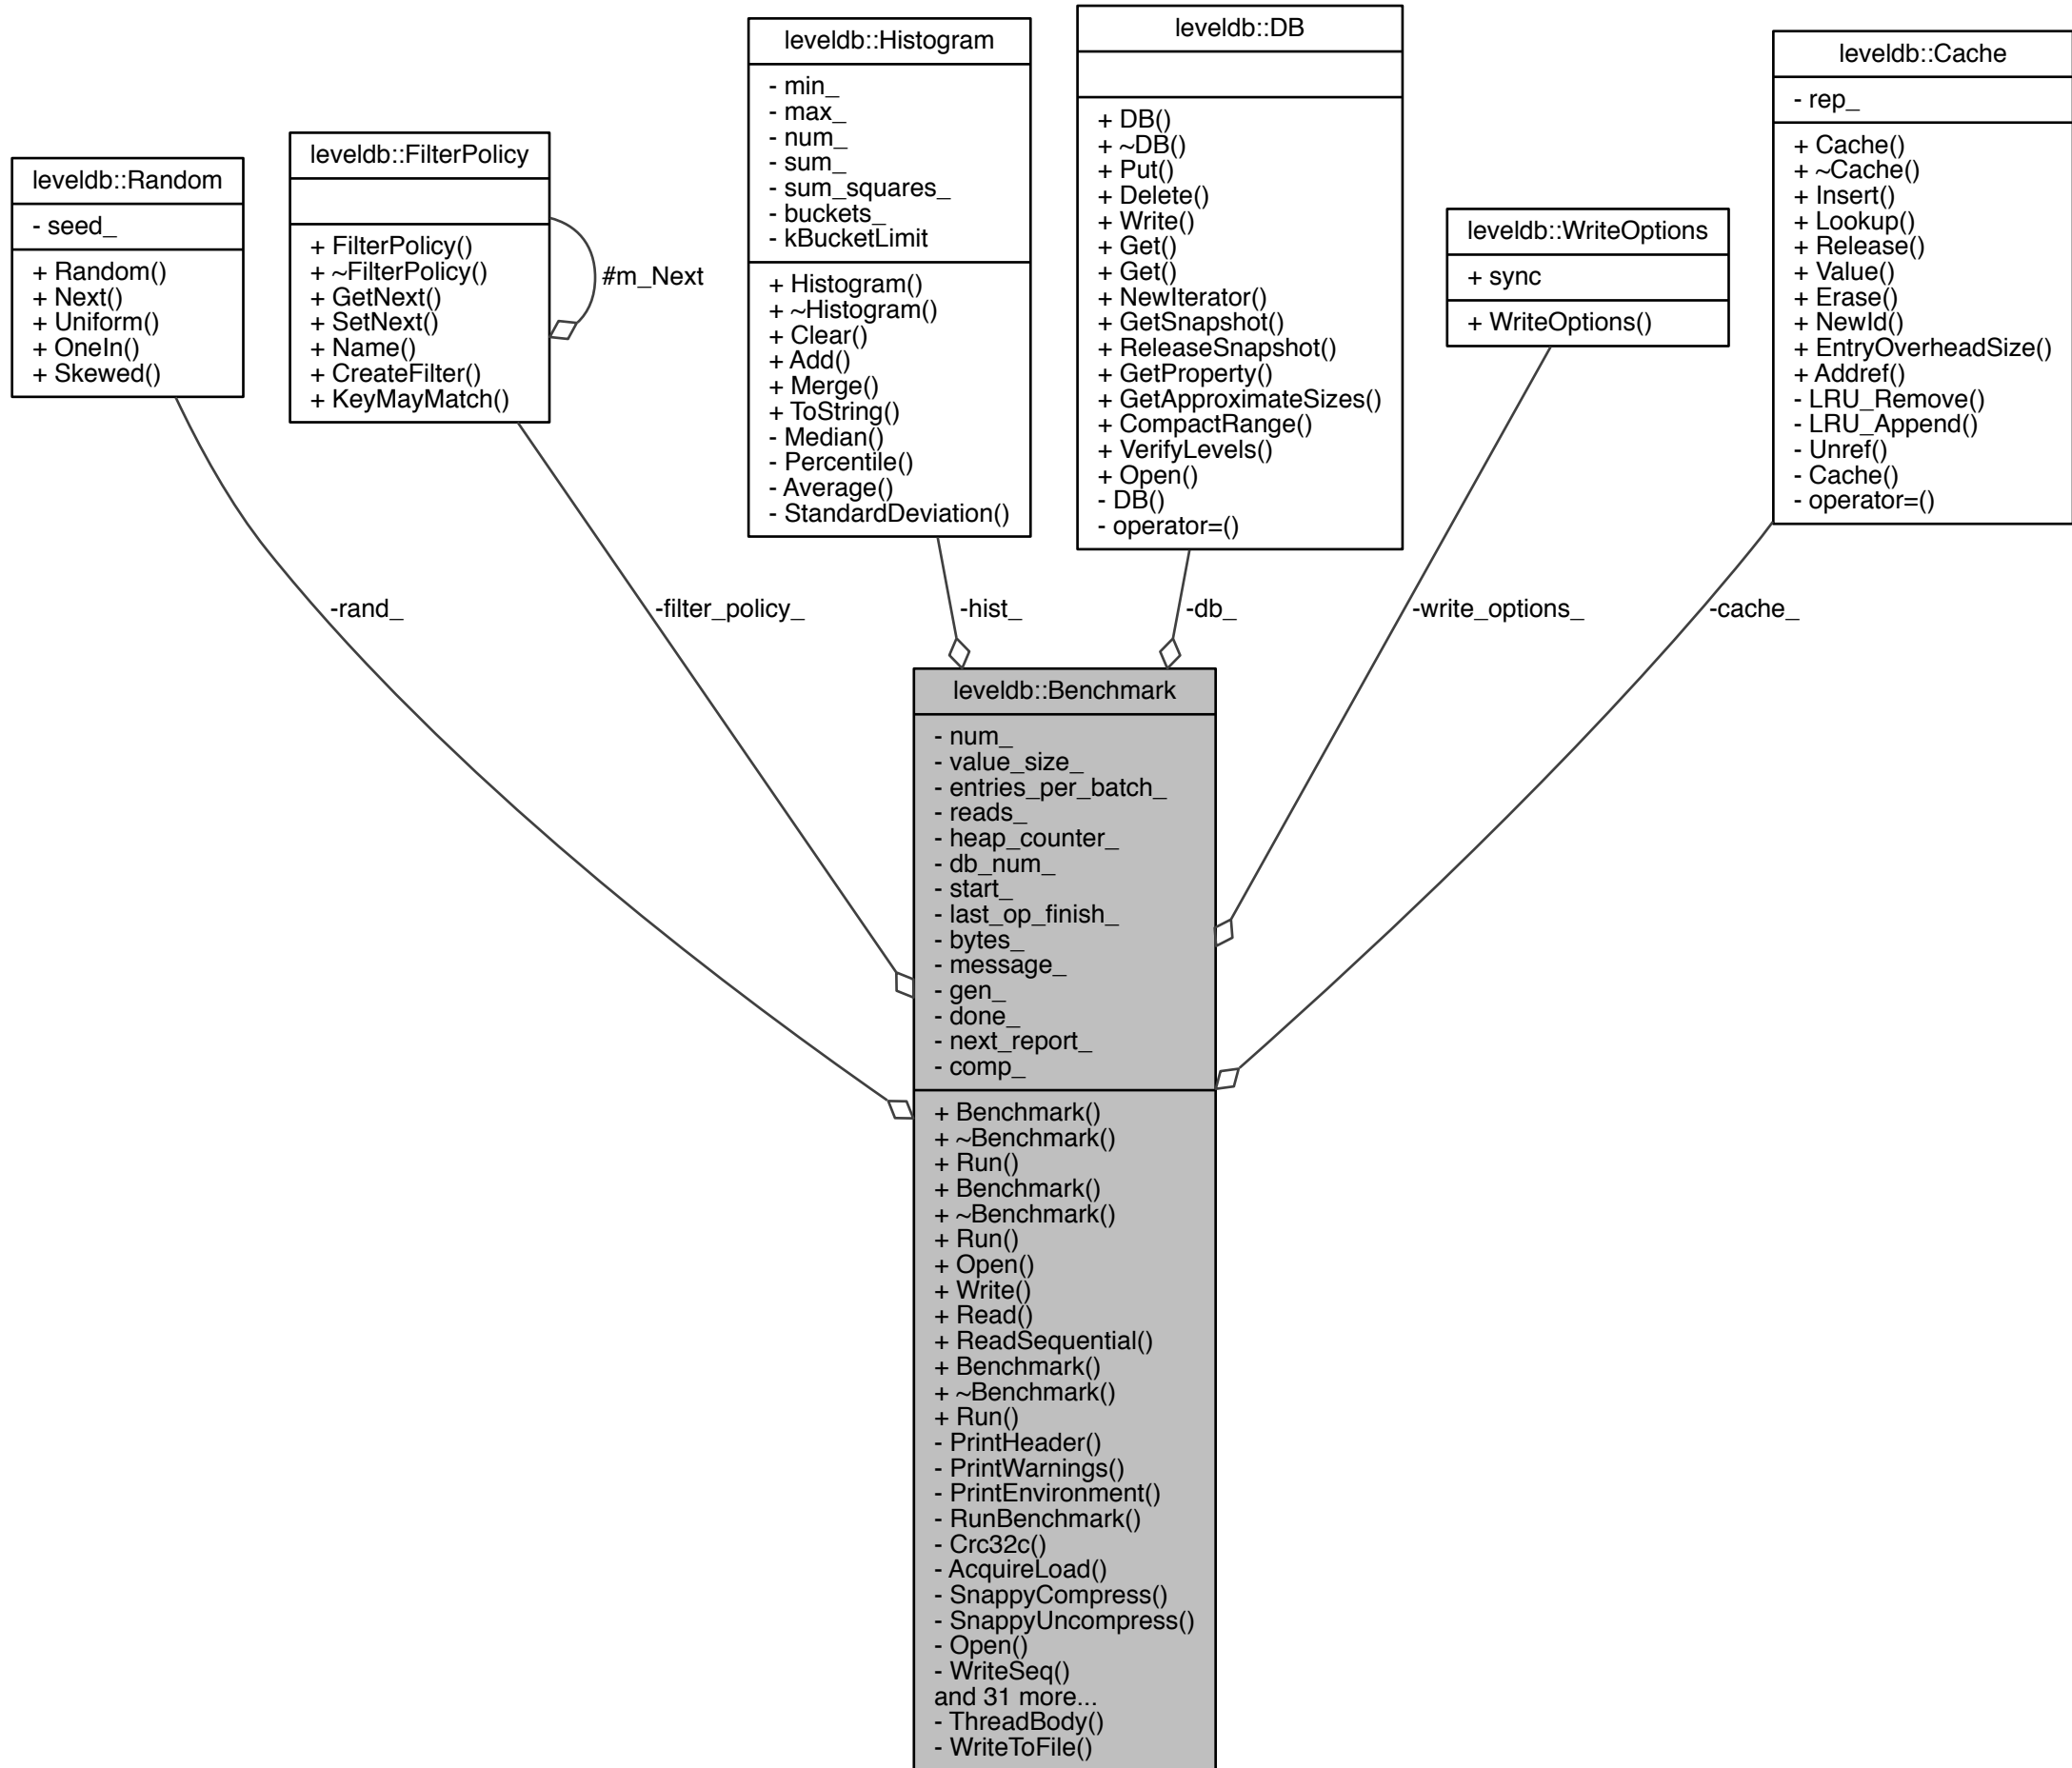 leveldb::Random
- seed_
+ Random()
+ Next()
+ Uniform()
+ OneIn()
+ Skewed()
leveldb::FilterPolicy
+ FilterPolicy()
+ ~FilterPolicy()
+ GetNext()
+ SetNext()
+ Name()
+ CreateFilter()
+ KeyMayMatch()
#m_Next
leveldb::Histogram
- min_
- max_
- num_
- sum_
- sum_squares_
- buckets_
- kBucketLimit
+ Histogram()
+ ~Histogram()
+ Clear()
+ Add()
+ Merge()
+ ToString()
- Median()
- Percentile()
- Average()
- StandardDeviation()
leveldb::DB
+ DB()
+ ~DB()
+ Put()
+ Delete()
+ Write()
+ Get()
+ Get()
+ NewIterator()
+ GetSnapshot()
+ ReleaseSnapshot()
+ GetProperty()
+ GetApproximateSizes()
+ CompactRange()
+ VerifyLevels()
+ Open()
- DB()
- operator=()
leveldb::WriteOptions
+ sync
+ WriteOptions()
leveldb::Cache
- rep_
+ Cache()
+ ~Cache()
+ Insert()
+ Lookup()
+ Release()
+ Value()
+ Erase()
+ NewId()
+ EntryOverheadSize()
+ Addref()
- LRU_Remove()
- LRU_Append()
- Unref()
- Cache()
- operator=()
-rand_
-filter_policy_
-hist_
-db_
-write_options_
-cache_
leveldb::Benchmark
- num_
- value_size_
- entries_per_batch_
- reads_
- heap_counter_
- db_num_
- start_
- last_op_finish_
- bytes_
- message_
- gen_
- done_
- next_report_
- comp_
+ Benchmark()
+ ~Benchmark()
+ Run()
+ Benchmark()
+ ~Benchmark()
+ Run()
+ Open()
+ Write()
+ Read()
+ ReadSequential()
+ Benchmark()
+ ~Benchmark()
+ Run()
- PrintHeader()
- PrintWarnings()
- PrintEnvironment()
- RunBenchmark()
- Crc32c()
- AcquireLoad()
- SnappyCompress()
- SnappyUncompress()
- Open()
- WriteSeq()
and 31 more...
- ThreadBody()
- WriteToFile()